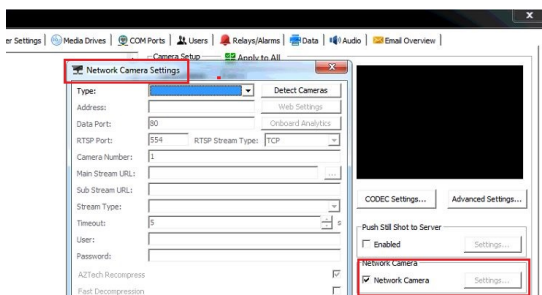 er Settings Media Drives COM Ports Users Relays/Alarms Data Audio Email Overview
Camera Setup Apply to All
Network Camera Settings
Type: Detect Cameras
Address: Web Settings
Data Port: 80 Onboard Analytics
RTSP Port: 554 RTSP Stream Type: TCP
Camera Number: 1
Main Stream URL: ...
Sub Stream URL:
Stream Type:
Timeout: 5 s
User:
Password:
AZTech Recompress
Fast Decompression
CODEC Settings... Advanced Settings...
Push Still Shot to Server
Enabled Settings...
Network Camera
Network Camera Settings...